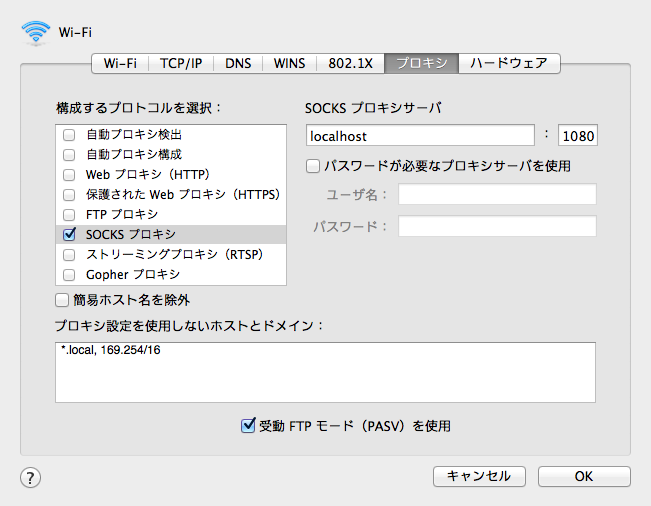 Wi-Fi
Wi-Fi TCP/IP DNS WINS 802.1X プロキシ ハードウェア
構成するプロトコルを選択：
自動プロキシ検出
自動プロキシ構成
Web プロキシ（HTTP）
保護された Web プロキシ（HTTPS）
FTP プロキシ
SOCKS プロキシ
ストリーミングプロキシ（RTSP）
Gopher プロキシ
簡易ホスト名を除外
SOCKS プロキシサーバ
localhost : 1080
パスワードが必要なプロキシサーバを使用
ユーザ名：
パスワード：
プロキシ設定を使用しないホストとドメイン：
*.local, 169.254/16
受動 FTP モード（PASV）を使用
? キャンセル OK